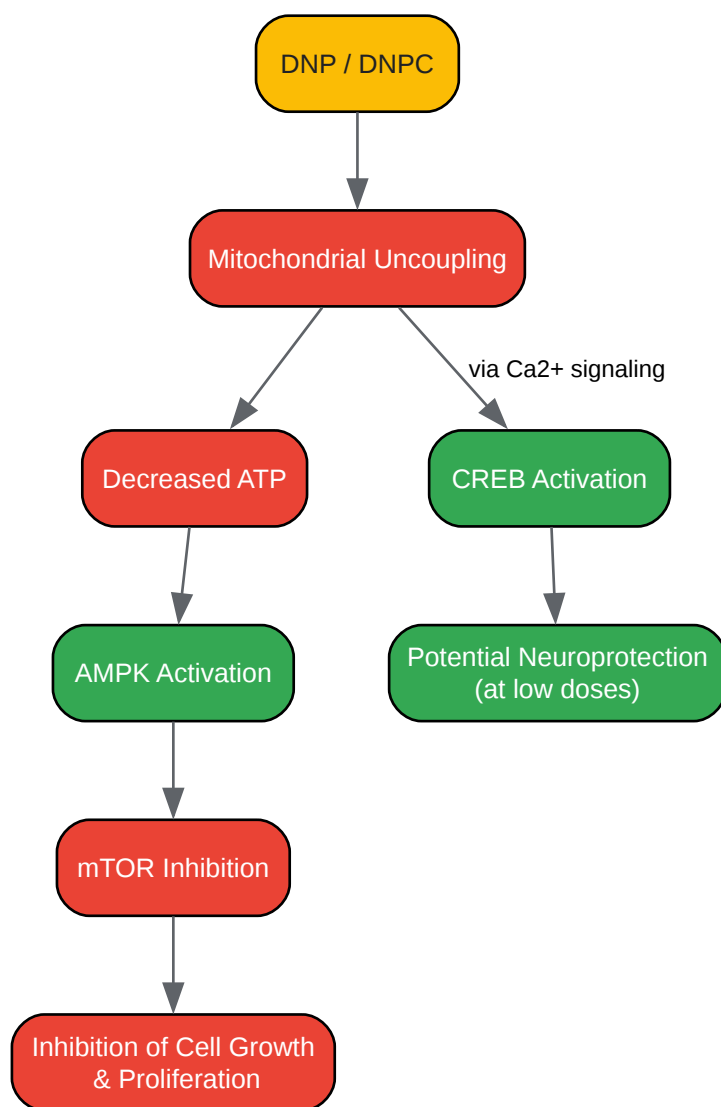 DNP / DNPC
Mitochondrial Uncoupling
via Ca2+ signaling
Decreased ATP
CREB Activation
AMPK Activation
Potential Neuroprotection
(at low doses)
mTOR Inhibition
Inhibition of Cell Growth
& Proliferation